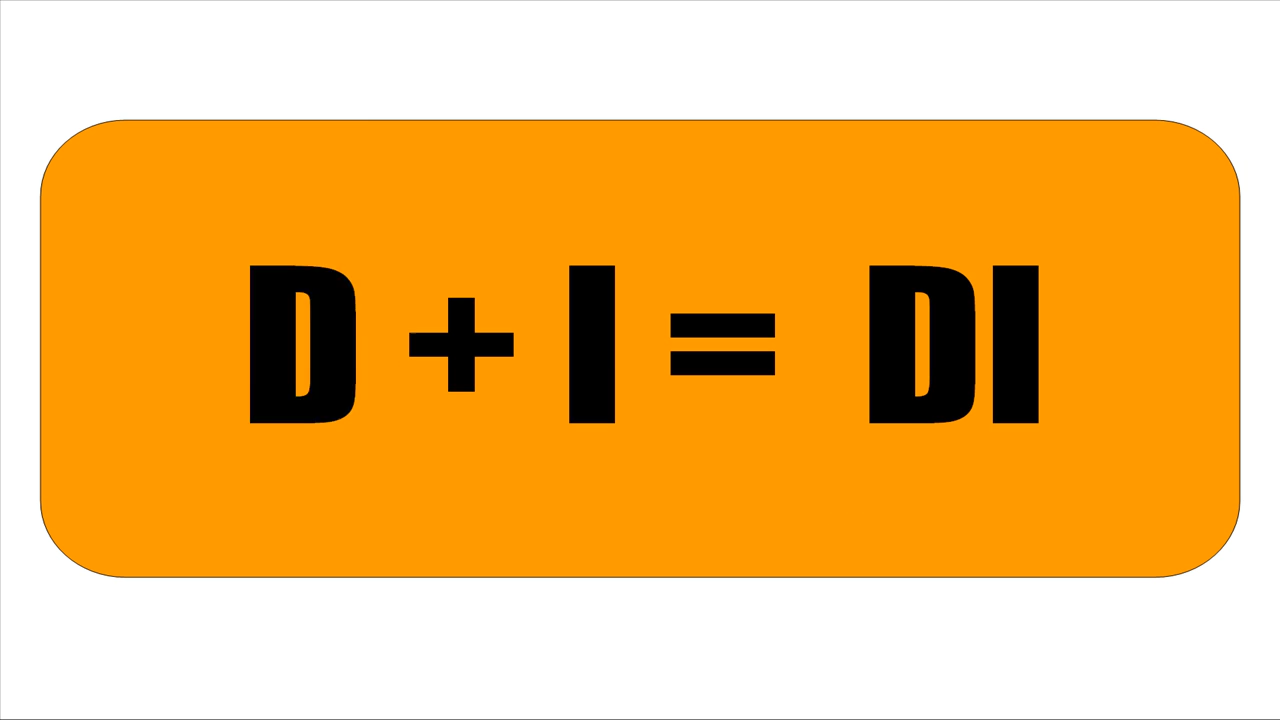 D + I = DI